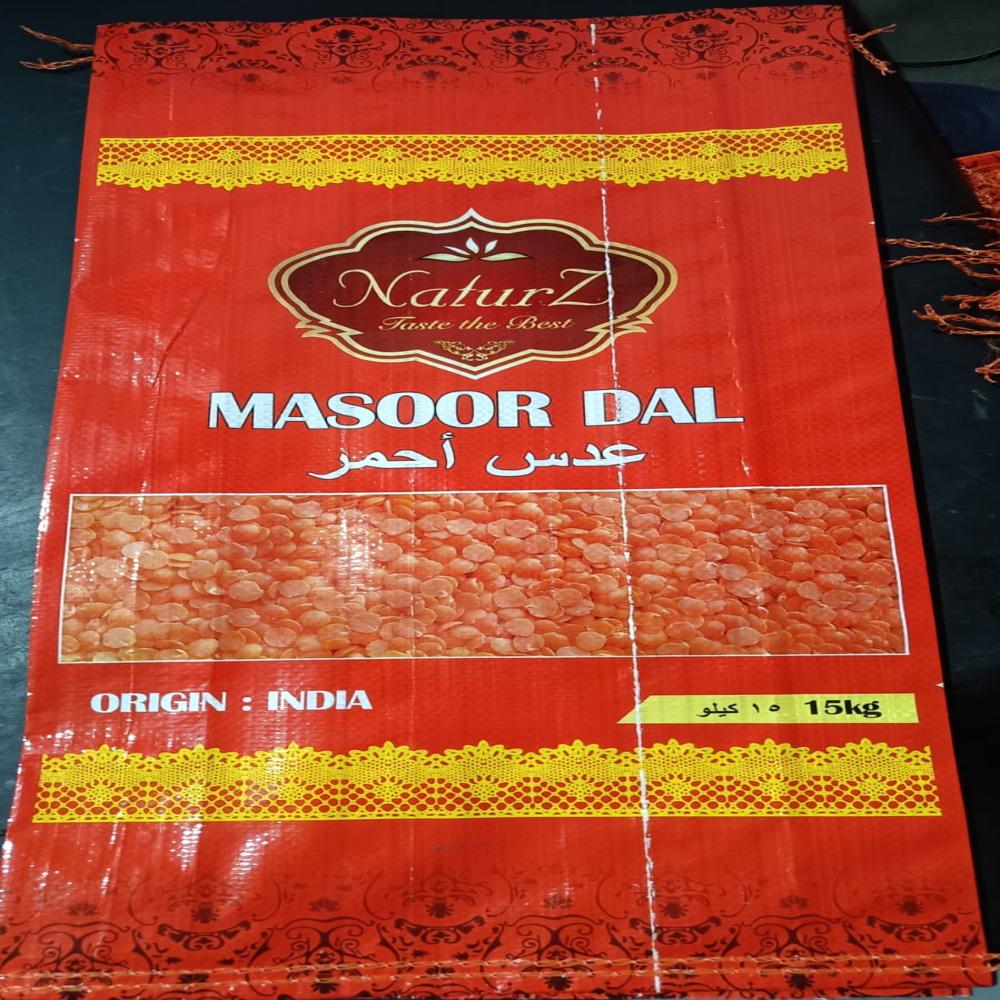 NaturZ
Taste the Best
MASOOR DAL
عدس أحمر
ORIGIN : INDIA
١٥ كيلو 15kg